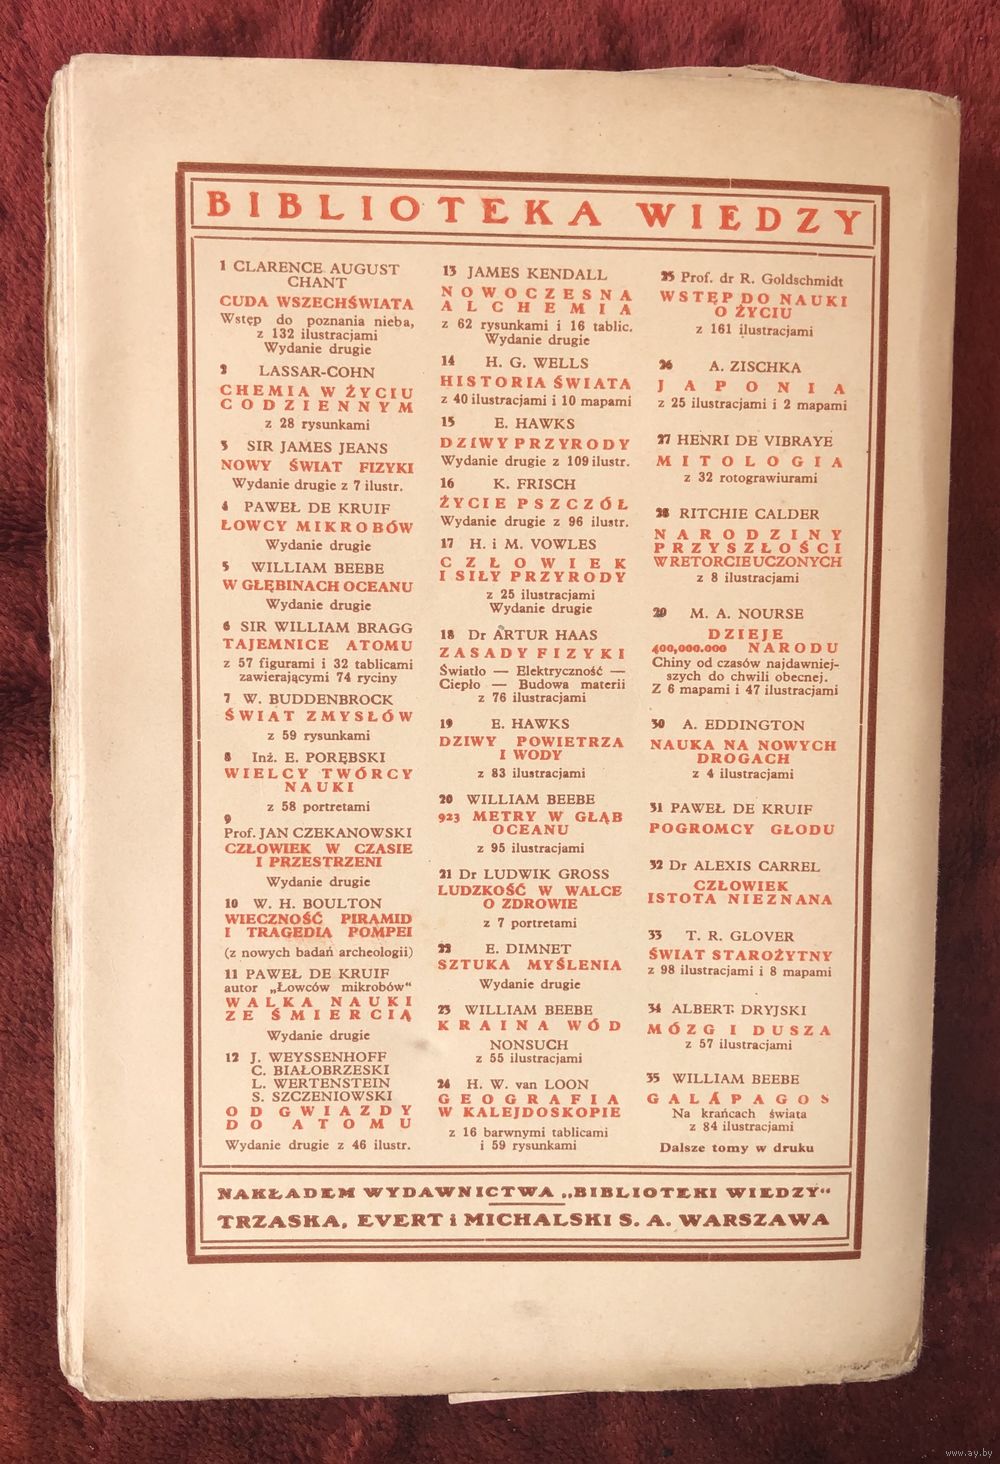 BIBLIOTEKA WIEDZY
1 CLARENCE AUGUST
CHANT
CUDA WSZECHŚWIATA
Wstęp do poznania nieba,
z 132 ilustracjami
Wydanie drugie
2 LASSAR-COHN
CHEMIA W ŻYCIU
CODZIENNYM
z 28 rysunkami
3 SIR JAMES JEANS
NOWY ŚWIAT FIZYKI
Wydanie drugie z 7 ilustr.
4 PAWEŁ DE KRUIF
ŁOWCY MIKROBÓW
Wydanie drugie
5 WILLIAM BEEBE
W GŁĘBINACH OCEANU
Wydanie drugie
6 SIR WILLIAM BRAGG
TAJEMNICE ATOMU
z 57 figurami i 32 tablicami
zawierającymi 74 ryciny
7 W. BUDDENBROCK
ŚWIAT ZMYSŁÓW
z 59 rysunkami
8 Inż. E. PORĘBSKI
WIELCY TWÓRCY
NAUKI
z 58 portretami
9
Prof. JAN CZEKANOWSKI
CZŁOWIEK W CZASIE
I PRZESTRZENI
Wydanie drugie
10 W. H. BOULTON
WIECZNOŚĆ PIRAMID
I TRAGEDIA POMPEI
(z nowych badań archeologii)
11 PAWEŁ DE KRUIF
autor „Łowców mikrobów“
WALKA NAUKI
ZE ŚMIERCIĄ
Wydanie drugie
12 J. WEYSSENHOFF
C. BIAŁOBRZESKI
L. WERTENSTEIN
S. SZCZENIOWSKI
OD GWIAZDY
DO ATOMU
Wydanie drugie z 46 ilustr.
13 JAMES KENDALL
NOWOCZESNA
ALCHEMIA
z 62 rysunkami i 16 tablic.
Wydanie drugie
14 H. G. WELLS
HISTORIA ŚWIATA
z 40 ilustracjami i 10 mapami
15 E. HAWKS
DZIWY PRZYRODY
Wydanie drugie z 109 ilustr.
16 K. FRISCH
ŻYCIE PSZCZÓŁ
Wydanie drugie z 96 ilustr.
17 H. i M. VOWLES
CZŁOWIEK
I SIŁY PRZYRODY
z 25 ilustracjami
Wydanie drugie
18 Dr ARTUR HAAS
ZASADY FIZYKI
Światło — Elektryczność —
Ciepło — Budowa materii
z 76 ilustracjami
19 E. HAWKS
DZIWY POWIETRZA
I WODY
z 83 ilustracjami
20 WILLIAM BEEBE
923 METRY W GŁĄB
OCEANU
z 95 ilustracjami
21 Dr LUDWIK GROSS
LUDZKOŚĆ W WALCE
O ZDROWIE
z 7 portretami
22 E. DIMNET
SZTUKA MYŚLENIA
Wydanie drugie
23 WILLIAM BEEBE
KRAINA WÓD
NONSUCH
z 55 ilustracjami
24 H. W. van LOON
GEOGRAFIA
W KALEJDOSKOPIE
z 16 barwnymi tablicami
i 59 rysunkami
25 Prof. dr R. Goldschmidt
WSTĘP DO NAUKI
O ŻYCIU
z 161 ilustracjami
26 A. ZISCHKA
JAPONIA
z 25 ilustracjami i 2 mapami
27 HENRI DE VIBRAYE
MITOLOGIA
z 32 rotograwiurami
28 RITCHIE CALDER
NARODZINY
PRZYSZŁOŚCI
W RETORCIE UCZONYCH
z 8 ilustracjami
29 M. A. NOURSE
DZIEJE
400,000.000 NARODU
Chiny od czasów najdawniej-
szych do chwili obecnej.
Z 6 mapami i 47 ilustracjami
30 A. EDDINGTON
NAUKA NA NOWYCH
DROGACH
z 4 ilustracjami
31 PAWEŁ DE KRUIF
POGROMCY GŁODU
32 Dr ALEXIS CARREL
CZŁOWIEK
ISTOTA NIEZNANA
33 T. R. GLOVER
ŚWIAT STAROŻYTNY
z 98 ilustracjami i 8 mapami
34 ALBERT DRYJSKI
MÓZG I DUSZA
z 57 ilustracjami
35 WILLIAM BEEBE
GALÁPAGOS
Na krańcach świata
z 84 ilustracjami
Dalsze tomy w druku
NAKŁADEM WYDAWNICTWA „BIBLIOTEKI WIEDZY“
TRZASKA, EVERT i MICHALSKI S. A. WARSZAWA
www.ay.by